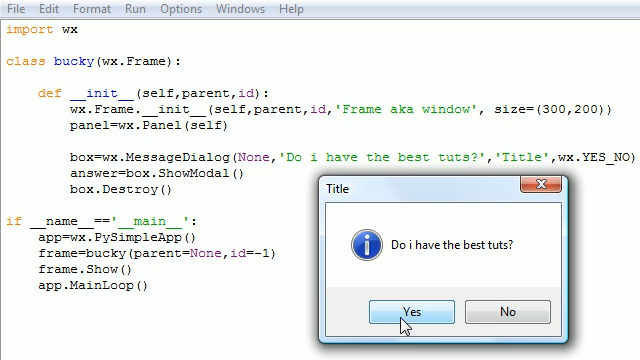 File Edit Format Run Options Windows Help
import wx
class bucky(wx.Frame):
def __init__(self,parent,id):
wx.Frame.__init__(self,parent,id,'Frame aka window', size=(300,200))
panel=wx.Panel(self)
box=wx.MessageDialog(None,'Do i have the best tuts?','Title',wx.YES_NO)
answer=box.ShowModal()
box.Destroy()
if __name__=='__main__':
app=wx.PySimpleApp()
frame=bucky(parent=None,id=-1)
frame.Show()
app.MainLoop()
Title
Do i have the best tuts?
Yes No